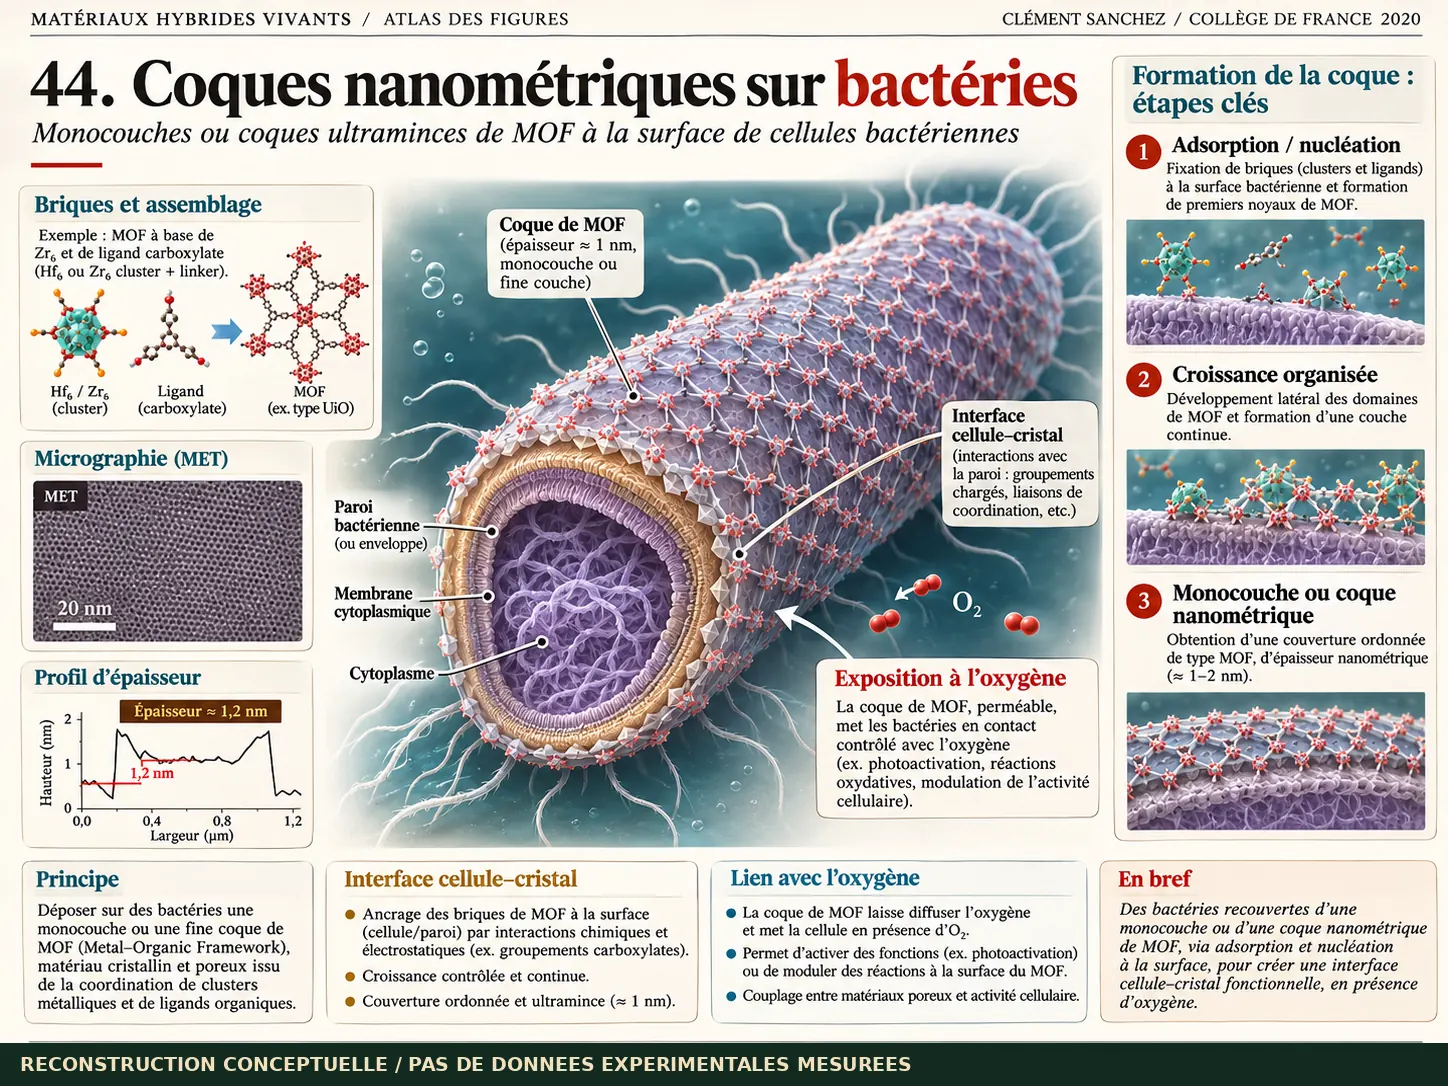 MATÉRIAUX HYBRIDES VIVANTS / ATLAS DES FIGURES
CLÉMENT SANCHEZ / COLLÈGE DE FRANCE 2020
44. Coques nanométriques sur bactéries
Monocouches ou coques ultraminces de MOF à la surface de cellules bactériennes
Briques et assemblage
Exemple : MOF à base de
Zr₆ et de ligand carboxylate
(Hf₆ ou Zr₆ cluster + linker).
Hf₆ / Zr₆
(cluster)
Ligand
(carboxylate)
MOF
(ex. type UiO)
Micrographie (MET)
MET
20 nm
Profil d'épaisseur
Épaisseur ≈ 1,2 nm
Hauteur (nm)
2
1
0
1,2 nm
0,0
0,4
0,8
1,2
Largeur (µm)
Coque de MOF
(épaisseur ≈ 1 nm,
monocouche ou
fine couche)
Interface
cellule–cristal
(interactions avec
la paroi : groupements
chargés, liaisons de
coordination, etc.)
Paroi
bactérienne
(ou enveloppe)
Membrane
cytoplasmique
Cytoplasme
O₂
Exposition à l'oxygène
La coque de MOF, perméable,
met les bactéries en contact
contrôlé avec l'oxygène
(ex. photoactivation, réactions
oxydatives, modulation de l'activité
cellulaire).
Formation de la coque :
étapes clés
1
Adsorption / nucléation
Fixation de briques (clusters et ligands)
à la surface bactérienne et formation
de premiers noyaux de MOF.
2
Croissance organisée
Développement latéral des domaines
de MOF et formation d'une couche
continue.
3
Monocouche ou coque
nanométrique
Obtention d'une couverture ordonnée
de type MOF, d'épaisseur nanométrique
(≈ 1–2 nm).
Principe
Déposer sur des bactéries une
monocouche ou une fine coque de
MOF (Metal–Organic Framework),
matériau cristallin et poreux issu
de la coordination de clusters
métalliques et de ligands organiques.
Interface cellule–cristal
Ancrage des briques de MOF à la surface
(cellule/paroi) par interactions chimiques et
électrostatiques (ex. groupements carboxylates).
Croissance contrôlée et continue.
Couverture ordonnée et ultramince (≈ 1 nm).
Lien avec l'oxygène
La coque de MOF laisse diffuser l'oxygène
et met la cellule en présence d'O₂.
Permet d'activer des fonctions (ex. photoactivation)
ou de moduler des réactions à la surface du MOF.
Couplage entre matériaux poreux et activité cellulaire.
En bref
Des bactéries recouvertes d'une
monocouche ou d'une coque nanométrique
de MOF, via adsorption et nucléation
à la surface, pour créer une interface
cellule–cristal fonctionnelle, en présence
d'oxygène.
RECONSTRUCTION CONCEPTUELLE / PAS DE DONNEES EXPERIMENTALES MESUREES